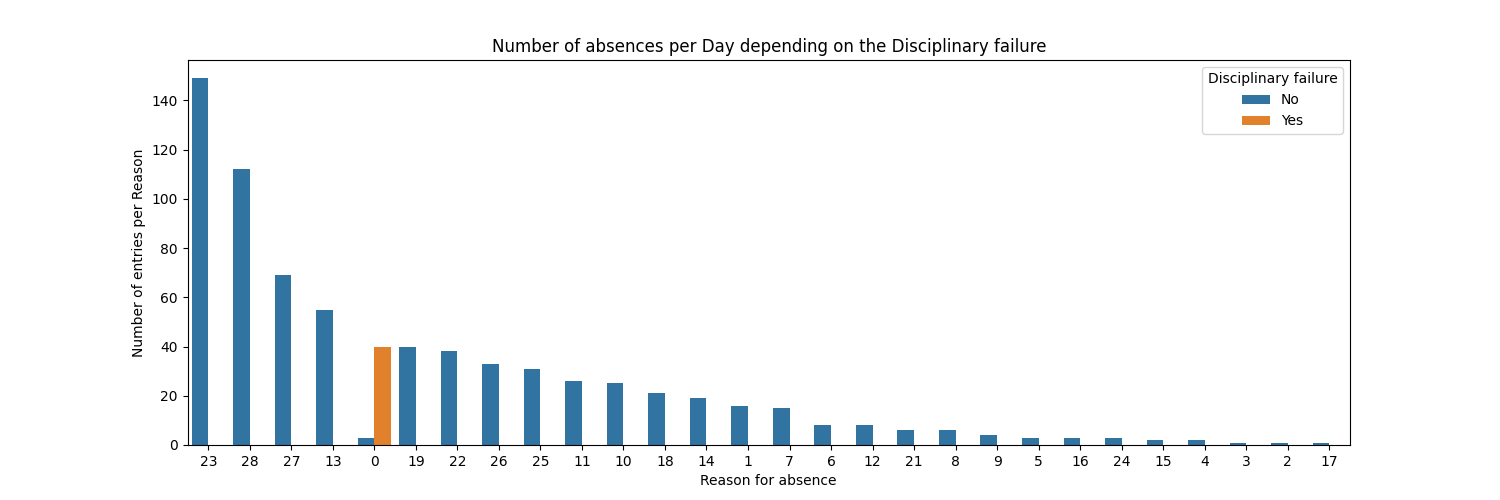 Number of absences per Day depending on the Disciplinary failure
Number of entries per Reason
140
120
100
80
60
40
20
0
Disciplinary failure
No
Yes
23 28 27 13 0 19 22 26 25 11 10 18 14 1 7 6 12 21 8 9 5 16 24 15 4 3 2 17
Reason for absence